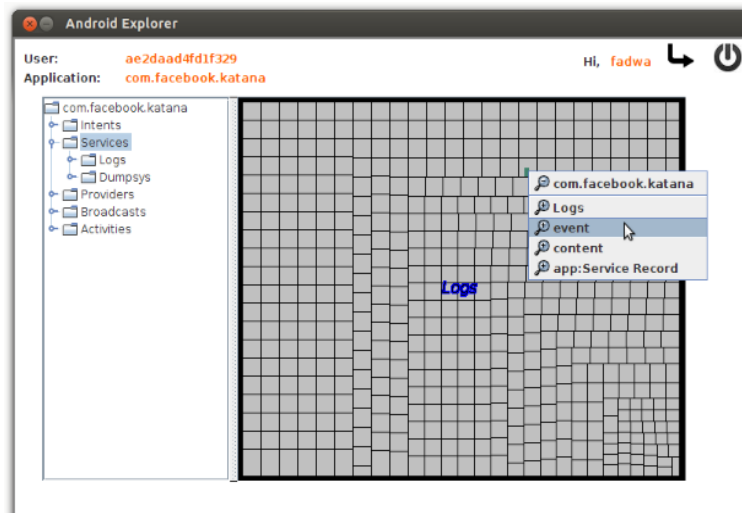 Android Explorer
User: ae2daad4fd1f329
Hi, fadwa
Application: com.facebook.katana
com.facebook.katana
Intents
Services
Logs
Dumpsys
Providers
Broadcasts
Activities
Logs
com.facebook.katana
Logs
event
content
app:Service Record